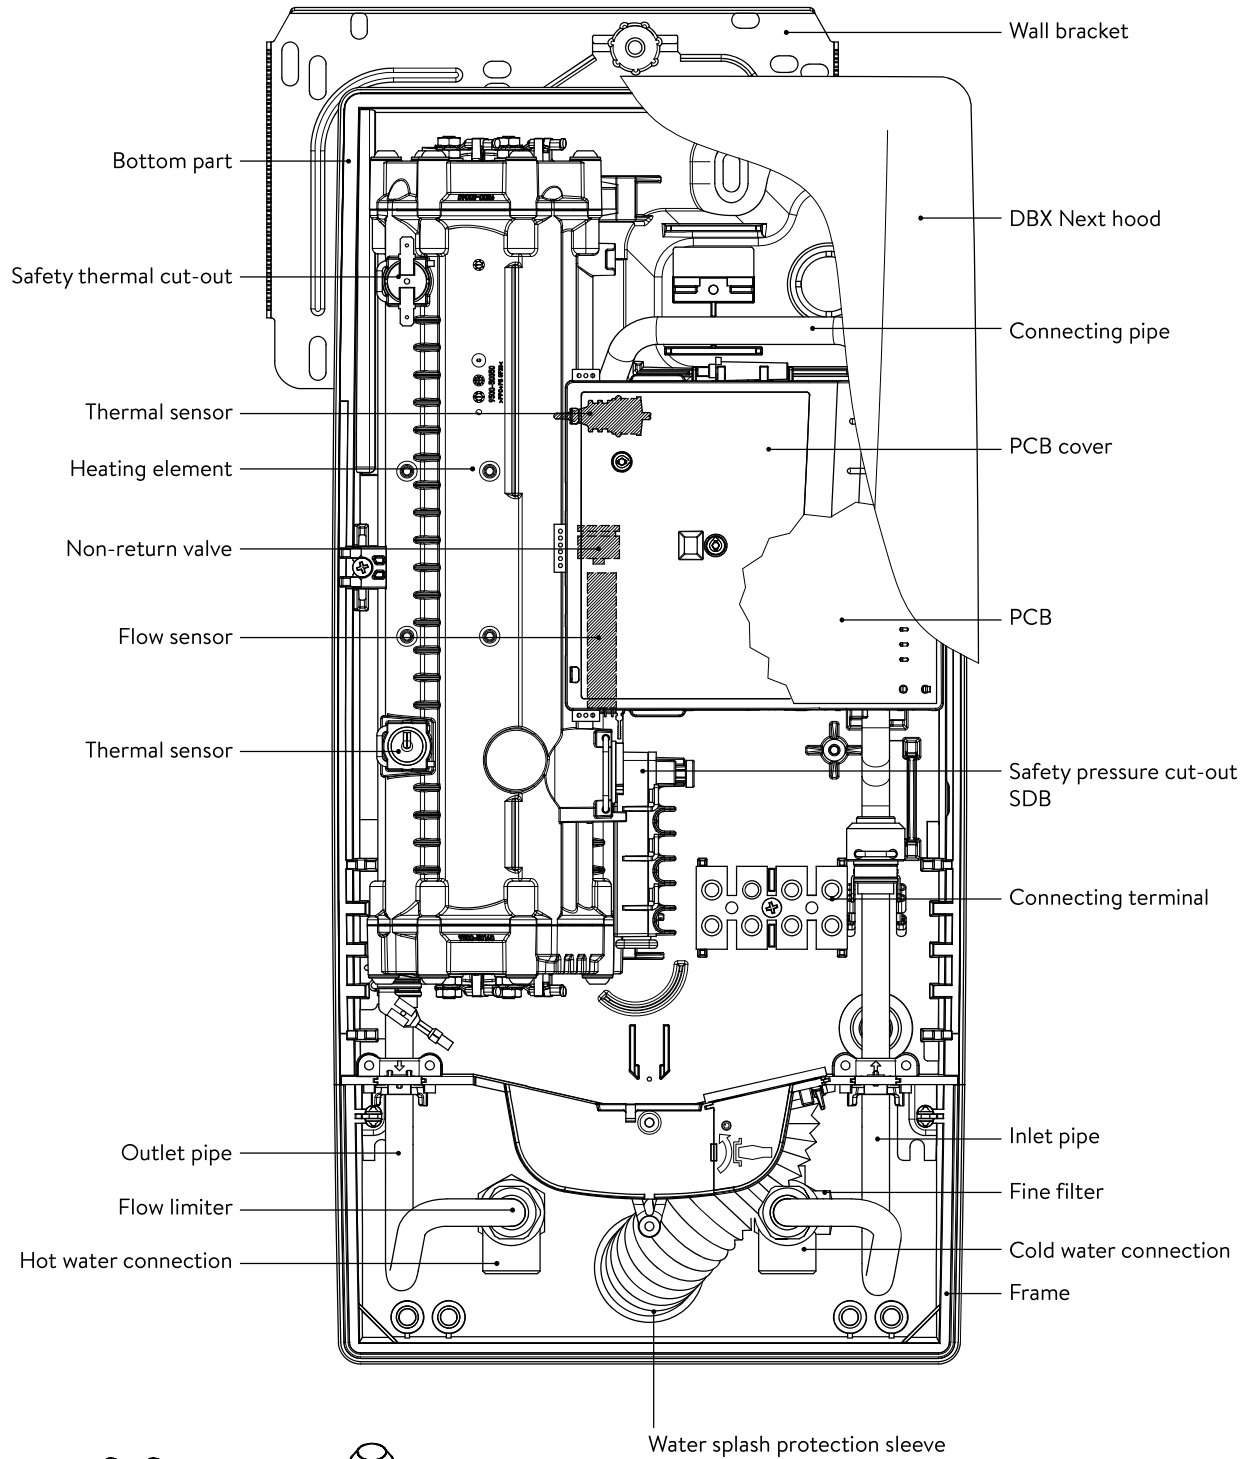 Wall bracket
Bottom part
DBX Next hood
Safety thermal cut-out
Connecting pipe
Thermal sensor
PCB cover
Heating element
Non-return valve
PCB
Flow sensor
Thermal sensor
Safety pressure cut-out
SDB
Connecting terminal
Inlet pipe
Outlet pipe
Fine filter
Flow limiter
Cold water connection
Hot water connection
Frame
Water splash protection sleeve